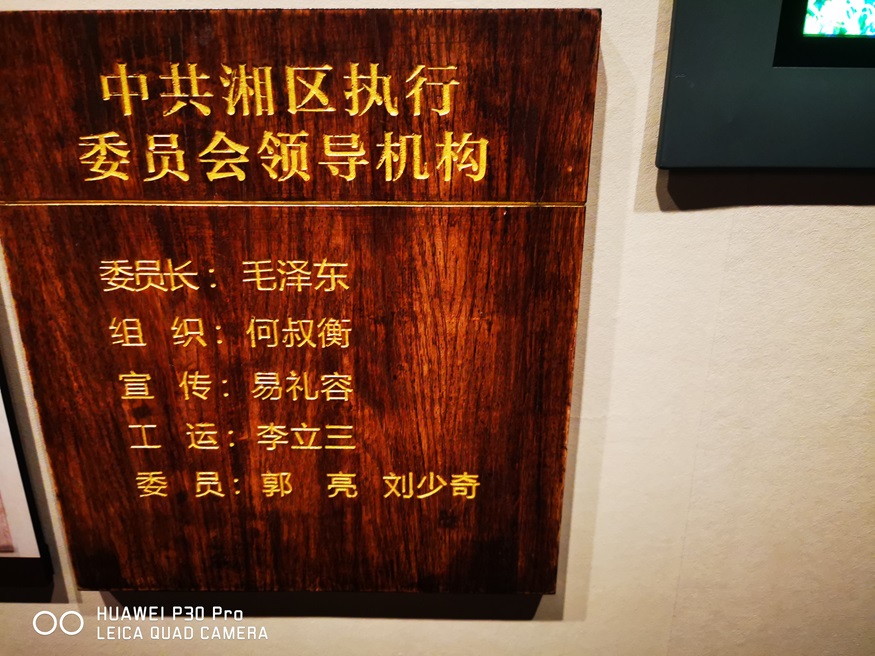 中共湘区执行
委员会领导机构
委员长：毛泽东
组 织：何叔衡
宣 传：易礼容
工 运：李立三
委 员：郭 亮 刘少奇
HUAWEI P30 Pro
LEICA QUAD CAMERA